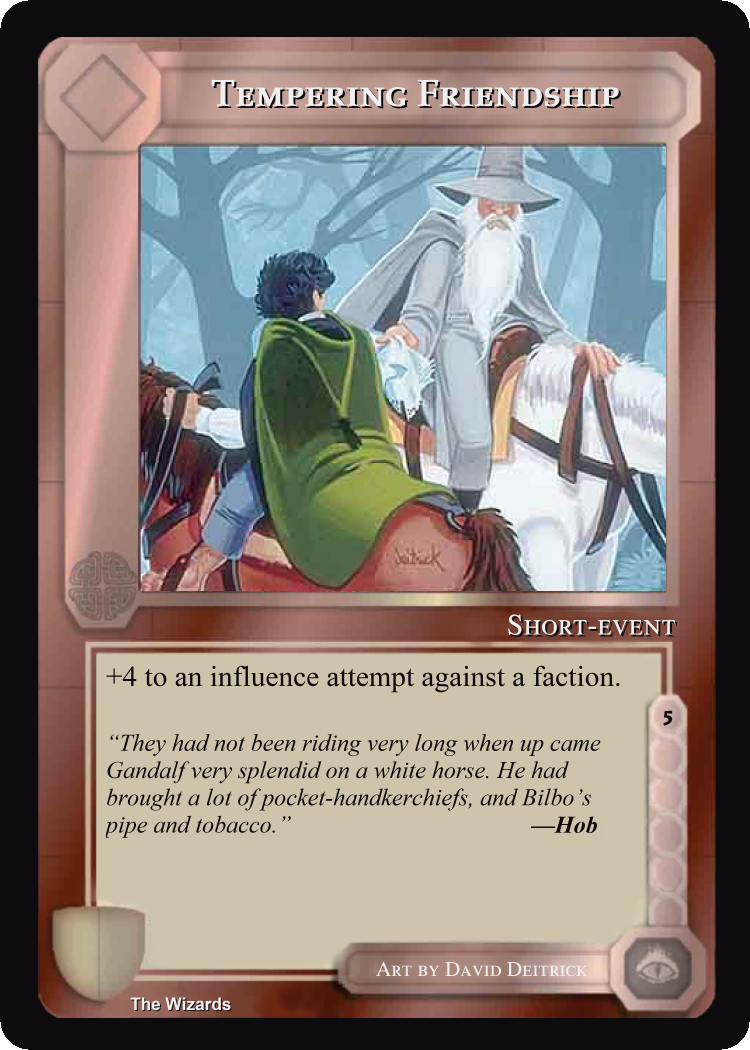 Tempering Friendship
Deitrick
Short-event
+4 to an influence attempt against a faction.
5
“They had not been riding very long when up came
Gandalf very splendid on a white horse. He had
brought a lot of pocket-handkerchiefs, and Bilbo’s
pipe and tobacco.” —Hob
Art by David Deitrick
The Wizards